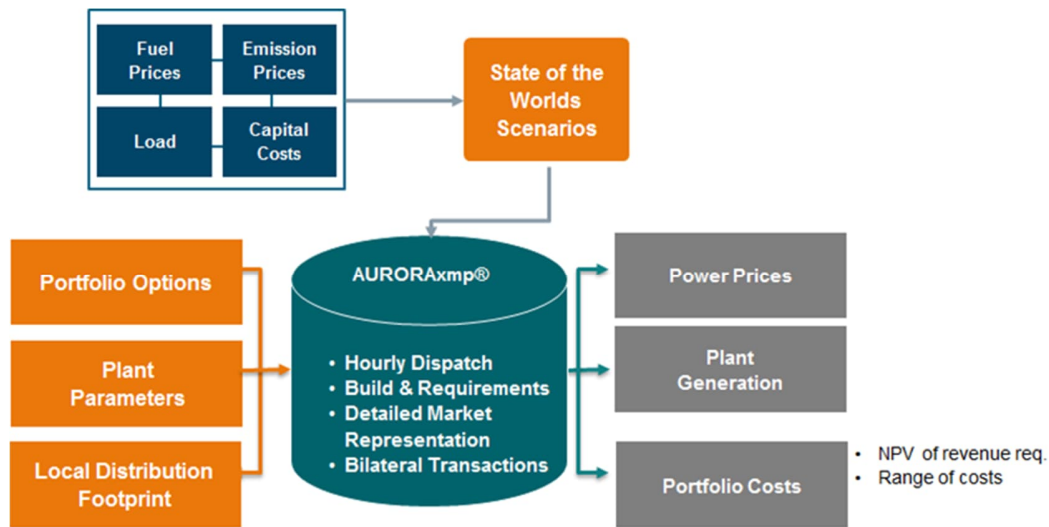 Fuel
Prices
Emission
Prices
Load
Capital
Costs
State of the
Worlds
Scenarios
Portfolio Options
Plant
Parameters
Local Distribution
Footprint
AURORAxmp®
• Hourly Dispatch
• Build & Requirements
• Detailed Market
Representation
• Bilateral Transactions
Power Prices
Plant
Generation
Portfolio Costs
• NPV of revenue req.
• Range of costs